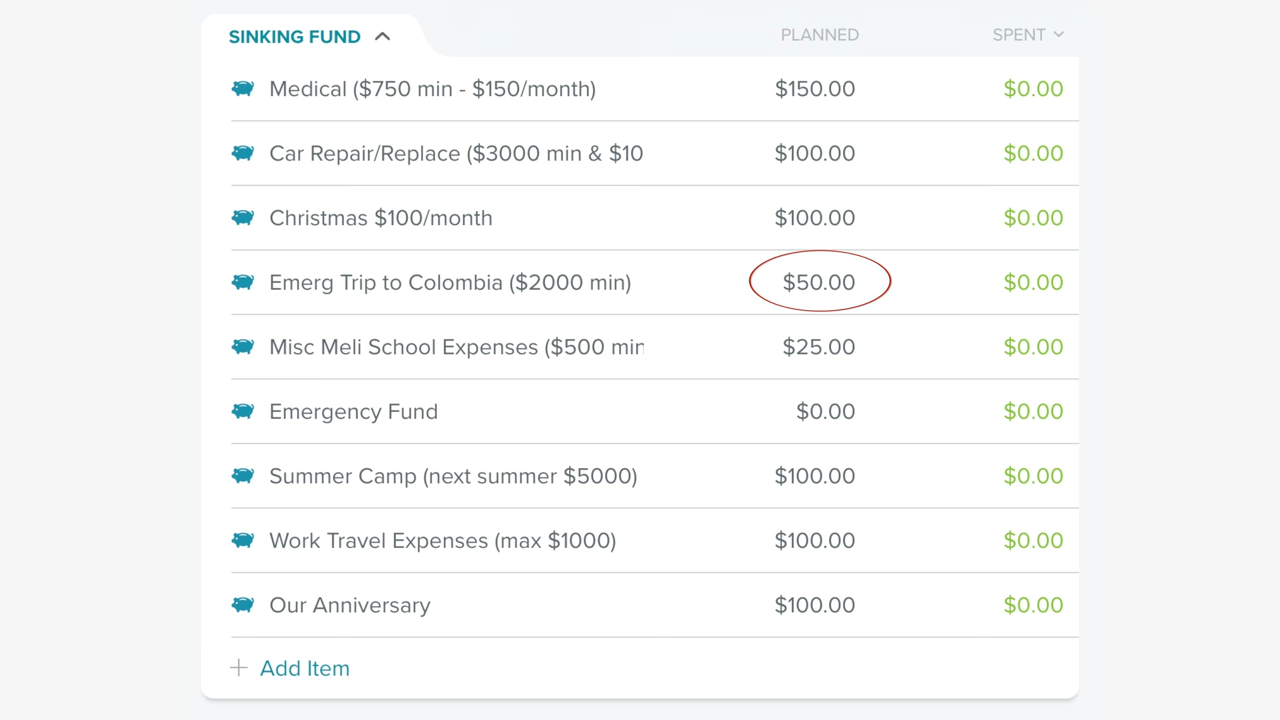 SINKING FUND PLANNED SPENT
Medical ($750 min - $150/month) $150.00 $0.00
Car Repair/Replace ($3000 min & $10 $100.00 $0.00
Christmas $100/month $100.00 $0.00
Emerg Trip to Colombia ($2000 min) $50.00 $0.00
Misc Meli School Expenses ($500 min $25.00 $0.00
Emergency Fund $0.00 $0.00
Summer Camp (next summer $5000) $100.00 $0.00
Work Travel Expenses (max $1000) $100.00 $0.00
Our Anniversary $100.00 $0.00
Add Item